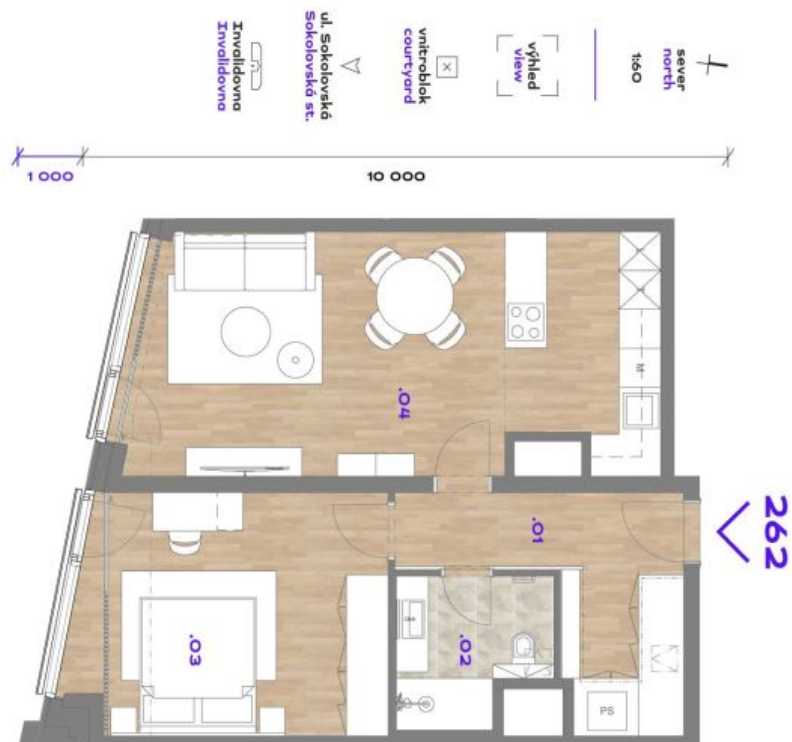 sever
north
1:60
výhled
view
vnitroblok
courtyard
ul. Sokolovská
Sokolovská st.
Invalidovna
Invalidovna
1 000
10 000
262
.04
M
.01
.03
.02
PS